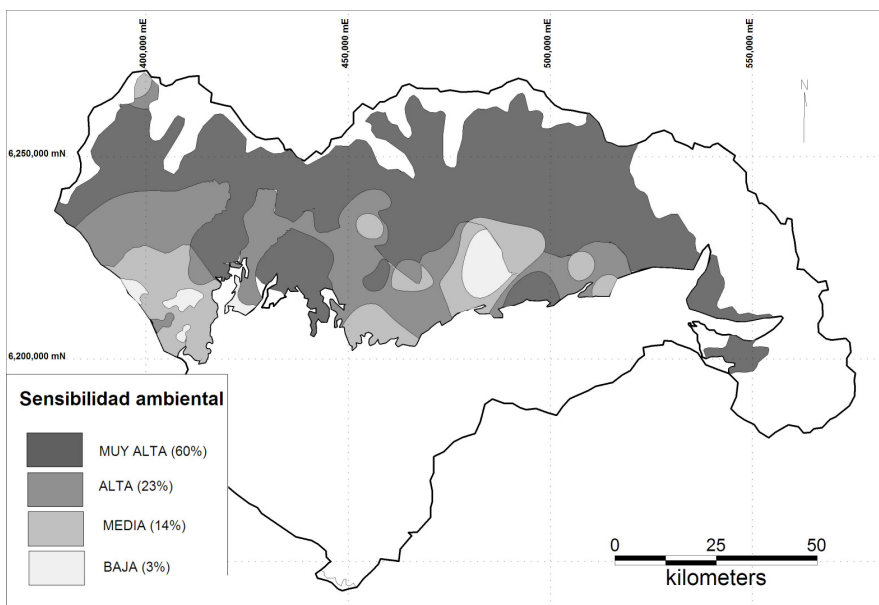 400,000 mE
450,000 mE
500,000 mE
550,000 mE
N
6,250,000 mN
6,200,000 mN
Sensibilidad ambiental
MUY ALTA (60%)
ALTA (23%)
MEDIA (14%)
BAJA (3%)
0 25 50
kilometers